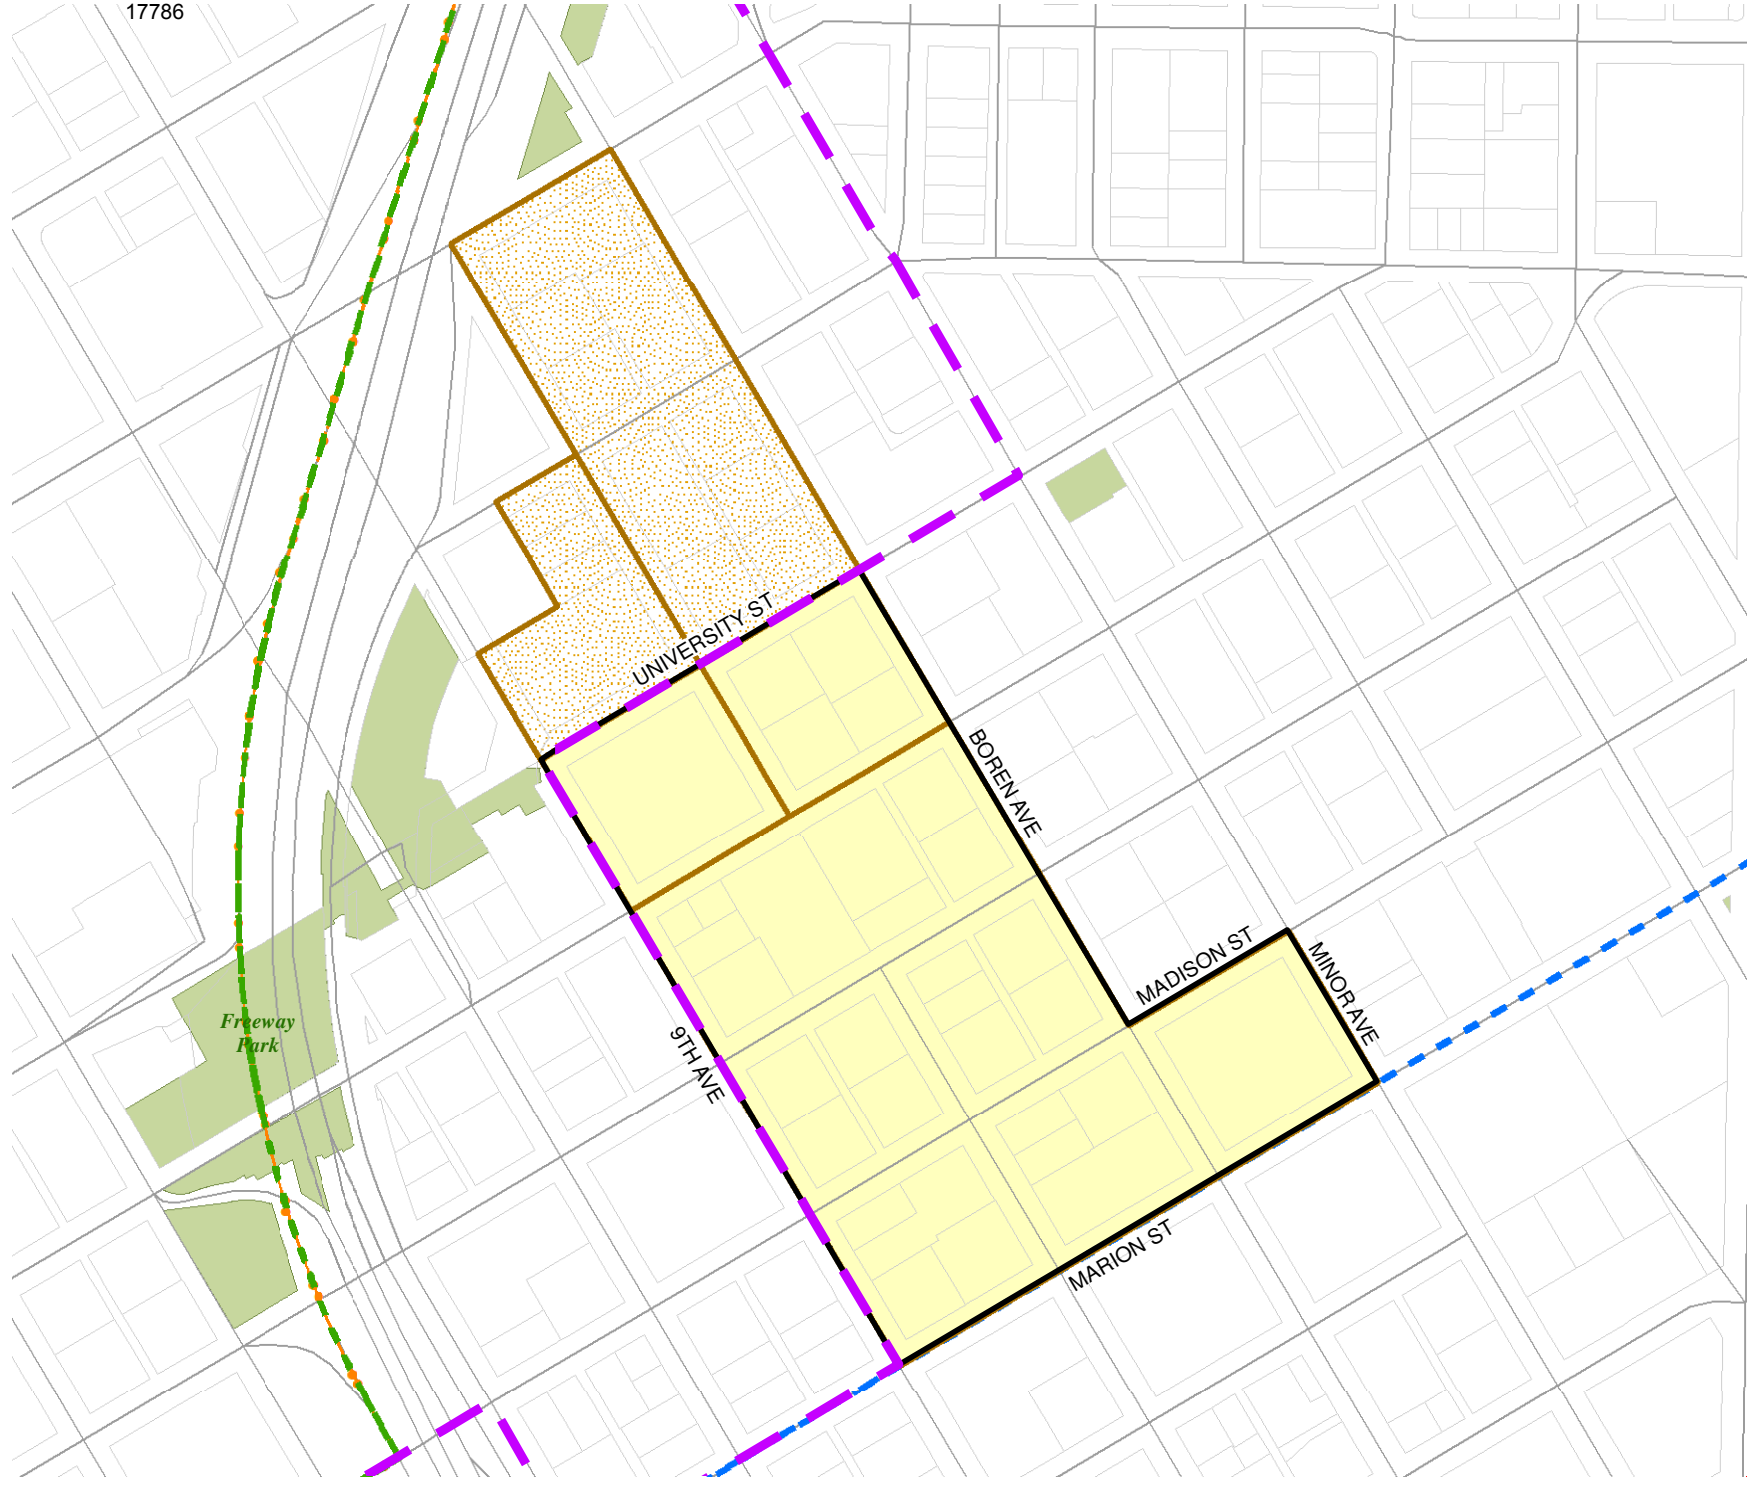 17786
UNIVERSITY ST
BOREN AVE
MADISON ST
MINOR AVE
Freeway
Park
9TH AVE
MARION ST